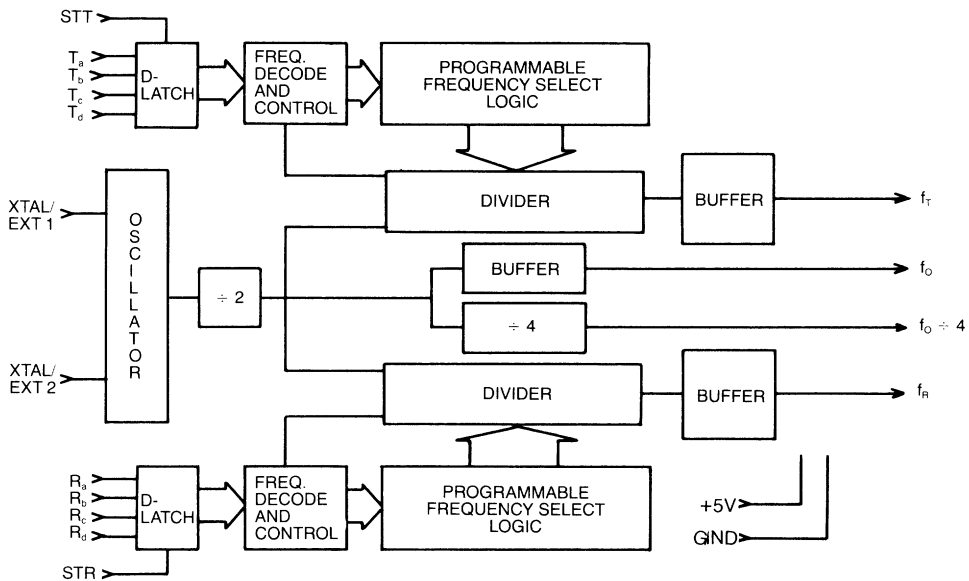 STT
Ta
Tb
Tc
Td
D-
LATCH
FREQ.
DECODE
AND
CONTROL
PROGRAMMABLE
FREQUENCY SELECT
LOGIC
XTAL/
EXT 1
OSCILLATOR
XTAL/
EXT 2
÷ 2
DIVIDER
BUFFER
fT
BUFFER
fO
÷ 4
fO ÷ 4
DIVIDER
BUFFER
fR
Ra
Rb
Rc
Rd
D-
LATCH
STR
FREQ.
DECODE
AND
CONTROL
PROGRAMMABLE
FREQUENCY SELECT
LOGIC
+5V
GND